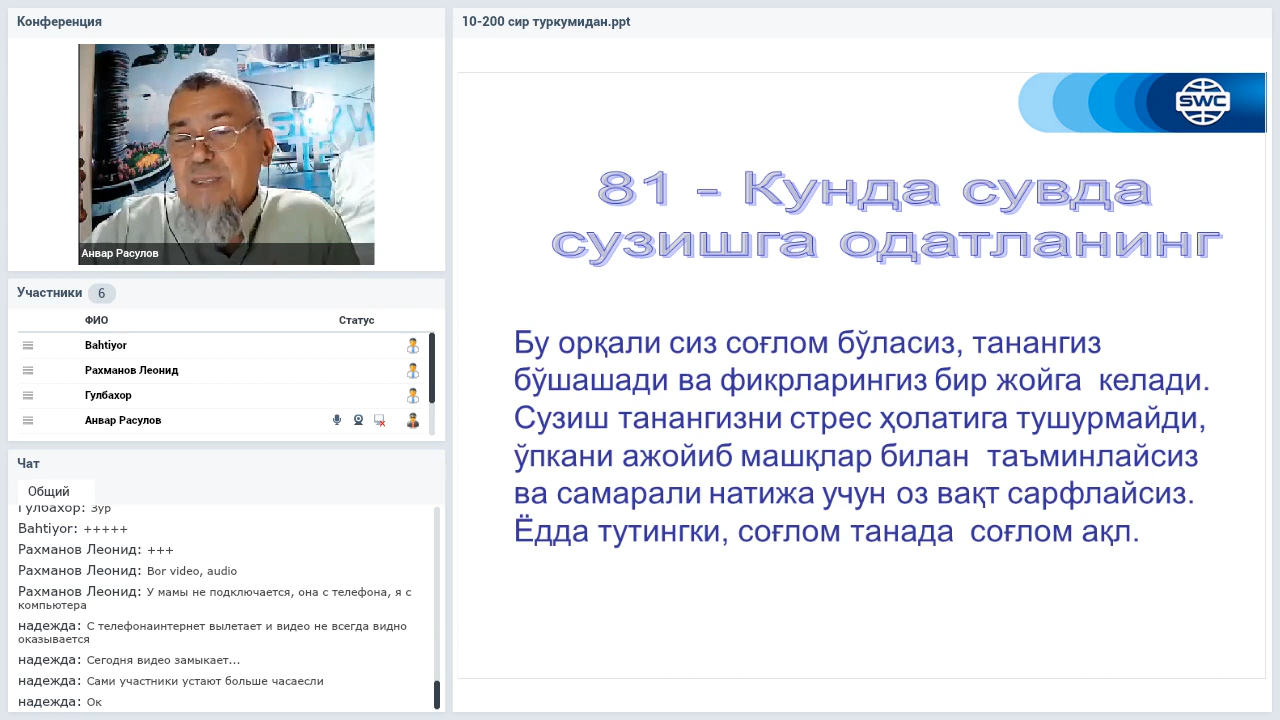 Конференция
Анвар Расулов
Участники 6
ФИО Статус
Bahtiyor
Рахманов Леонид
Гулбахор
Анвар Расулов
Чат
Общий
Гулбахор: Зур
Bahtiyor: +++++
Рахманов Леонид: +++
Рахманов Леонид: Bor video, audio
Рахманов Леонид: У мамы не подключается, она с телефона, я с
компьютера
надежда: С телефонаинтернет вылетает и видео не всегда видно
оказывается
надежда: Сегодня видео замыкает...
надежда: Сами участники устают больше часаесли
надежда: Ок
10-200 сир туркумидан.ppt
SWC
81 - Кунда сувда
сузишга одатланинг
Бу орқали сиз соғлом бўласиз, танангиз
бўшашади ва фикрларингиз бир жойга келади.
Сузиш танангизни стрес ҳолатига тушурмайди,
ўпкани ажойиб машқлар билан таъминлайсиз
ва самарали натижа учун оз вақт сарфлайсиз.
Ёдда тутингки, соғлом танада соғлом ақл.